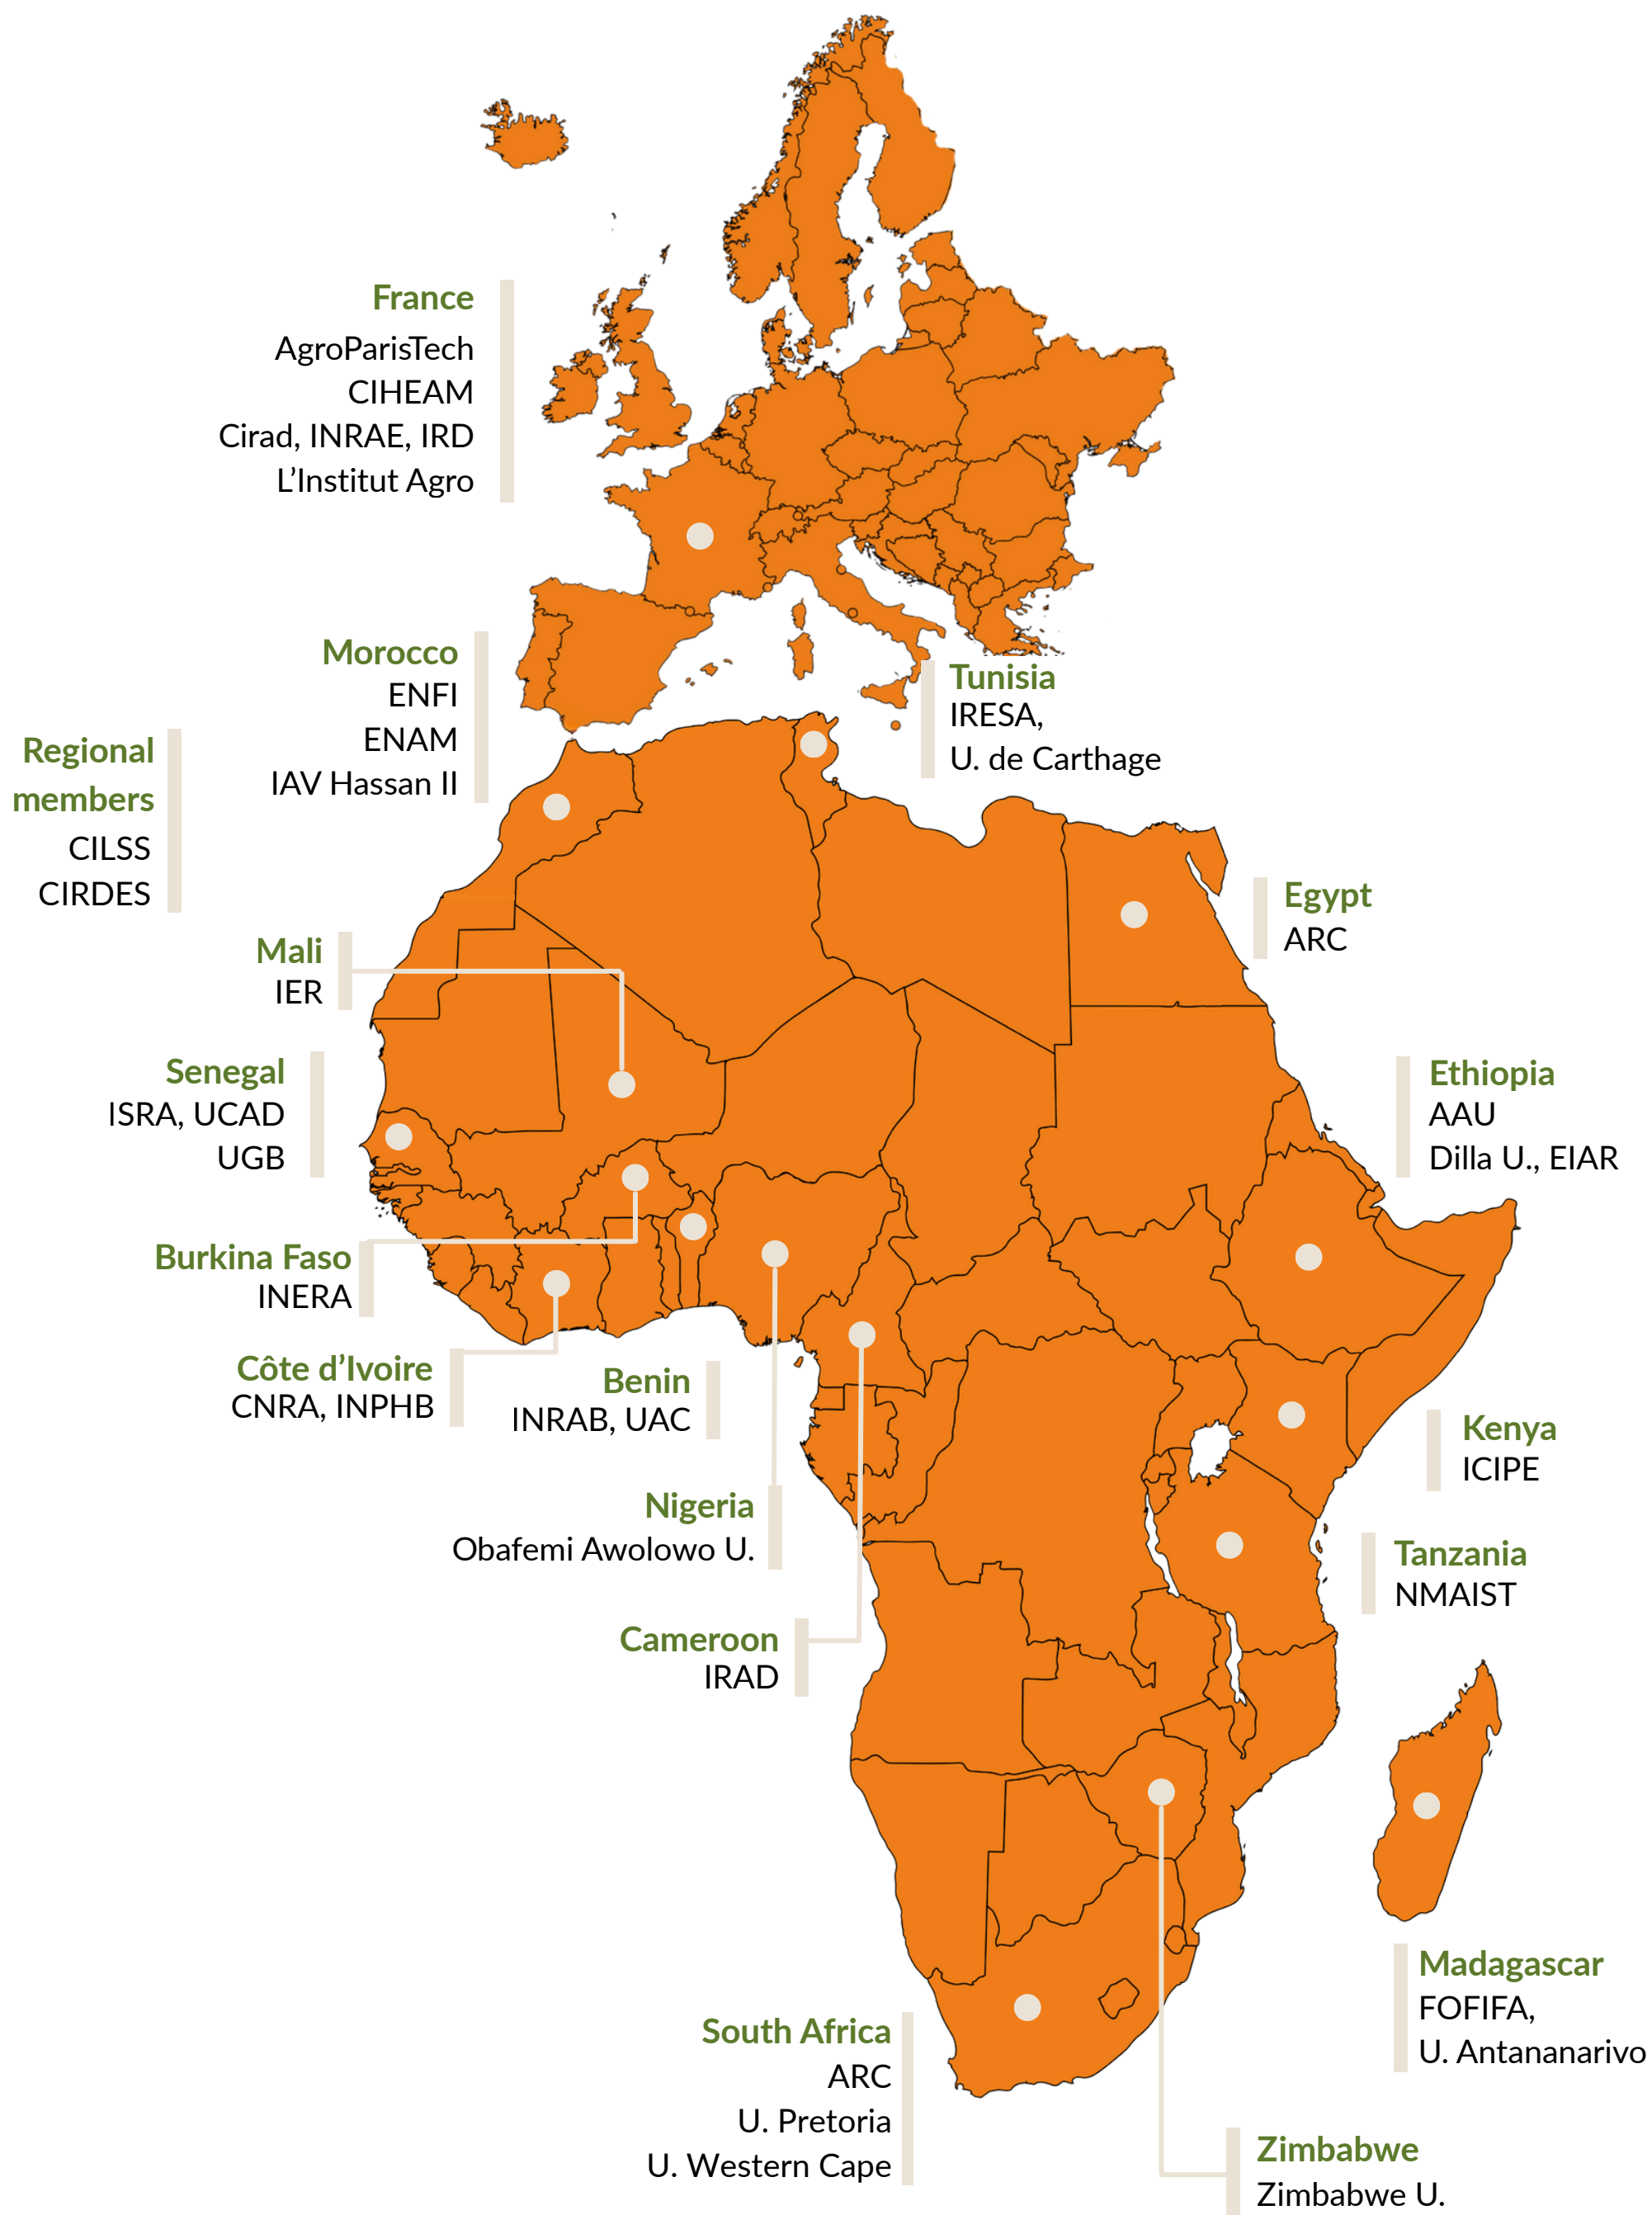 France
AgroParisTech
CIHEAM
Cirad, INRAE, IRD
L’Institut Agro
Morocco
ENFI
ENAM
IAV Hassan II
Tunisia
IRESA,
U. de Carthage
Regional
members
CILSS
CIRDES
Egypt
ARC
Mali
IER
Senegal
ISRA, UCAD
UGB
Ethiopia
AAU
Dilla U., EIAR
Burkina Faso
INERA
Côte d’Ivoire
CNRA, INPHB
Benin
INRAB, UAC
Kenya
ICIPE
Nigeria
Obafemi Awolowo U.
Tanzania
NMAIST
Cameroon
IRAD
Madagascar
FOFIFA,
U. Antananarivo
South Africa
ARC
U. Pretoria
U. Western Cape
Zimbabwe
Zimbabwe U.